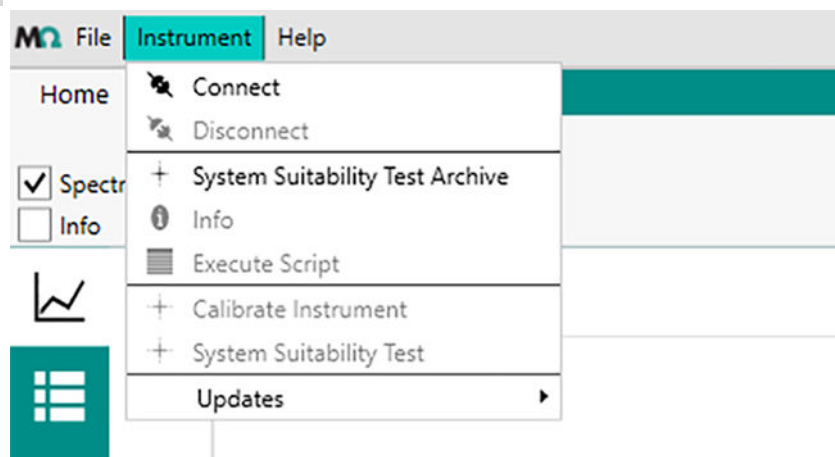 MΩ File Instrument Help
Home
Connect
Disconnect
System Suitability Test Archive
Spectr
Info
Info
Execute Script
Calibrate Instrument
System Suitability Test
Updates